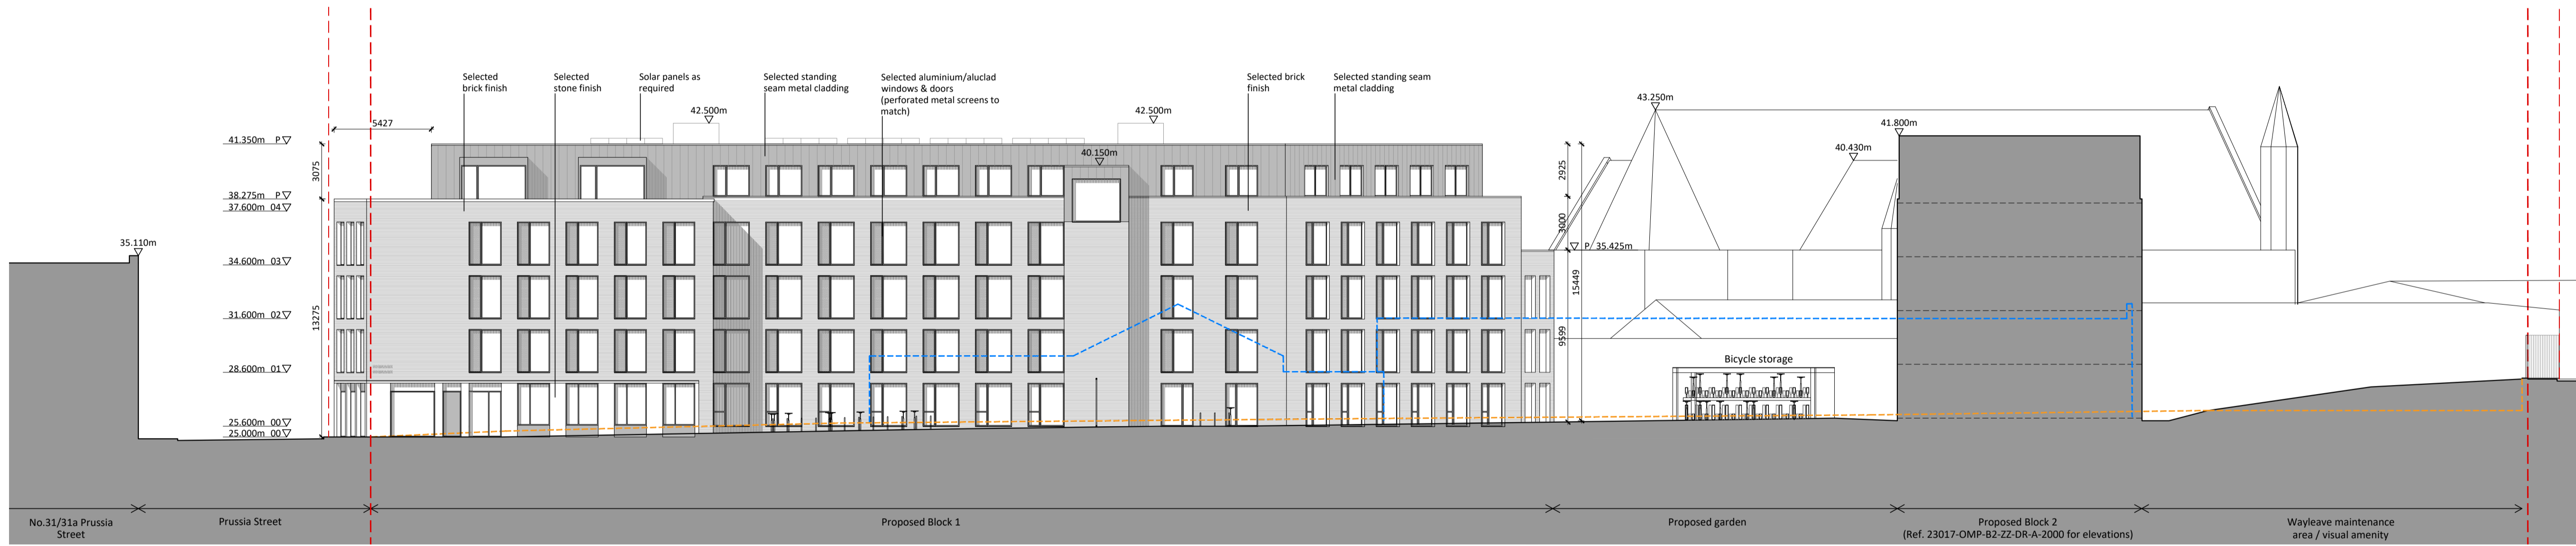 Selected
brick finish
Selected
stone finish
Solar panels as
required
Selected standing
seam metal cladding
Selected aluminium/aluclad
windows & doors
(perforated metal screens to
match)
Selected brick
finish
Selected standing seam
metal cladding
42.500m
42.500m
43.250m
5427
41.800m
41.350m P
40.150m
40.430m
3075
2925
38.275m P
37.600m 04
3000
35.110m
P 35.425m
34.600m 03
15449
31.600m 02
13275
9599
28.600m 01
Bicycle storage
25.600m 00
25.000m 00
No.31/31a Prussia
Street
Prussia Street
Proposed Block 1
Proposed garden
Proposed Block 2
(Ref. 23017-OMP-B2-ZZ-DR-A-2000 for elevations)
Wayleave maintenance
area / visual amenity